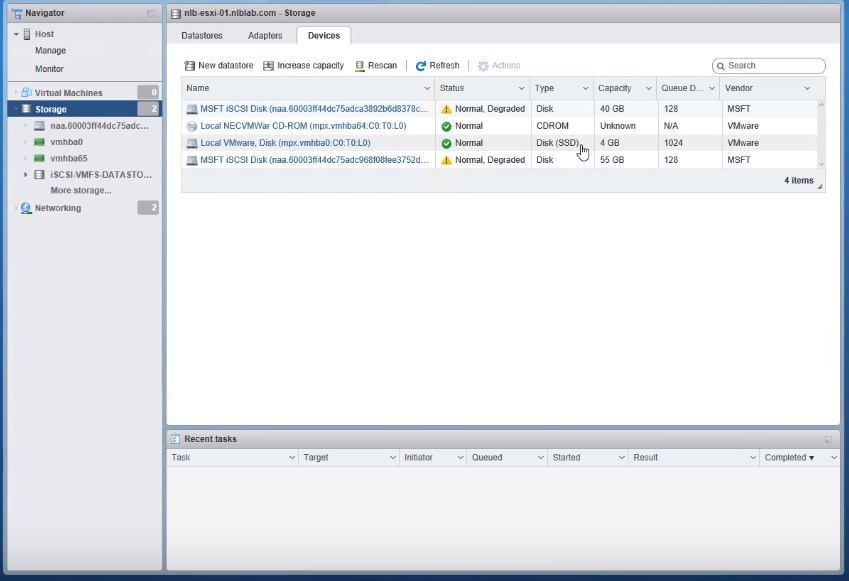 Navigator
Host
Manage
Monitor
Virtual Machines 0
Storage 2
naa.60003ff44dc75adc...
vmhba0
vmhba65
iSCSI-VMFS-DATASTO...
More storage...
Networking 2
nlb-esxi-01.nlblab.com - Storage
Datastores Adapters Devices
New datastore Increase capacity Rescan Refresh Actions Search
Name Status Type Capacity Queue D... Vendor
MSFT iSCSI Disk (naa.60003ff44dc75adca3892b6d8378c... Normal, Degraded Disk 40 GB 128 MSFT
Local NECVMWar CD-ROM (mpx.vmhba64:C0:T0:L0) Normal CDROM Unknown N/A VMware
Local VMware, Disk (mpx.vmhba0:C0:T0:L0) Normal Disk (SSD) 4 GB 1024 VMware
MSFT iSCSI Disk (naa.60003ff44dc75adc968f08fee3752d... Normal, Degraded Disk 55 GB 128 MSFT
4 items
Recent tasks
Task Target Initiator Queued Started Result Completed ▼